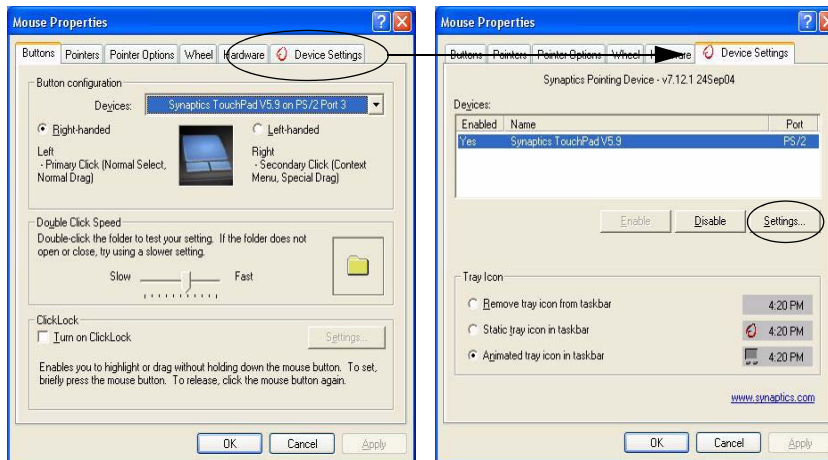 Mouse Properties
Buttons Pointers Pointer Options Wheel Hardware Device Settings
Button configuration
Devices: Synaptics TouchPad V5.9 on PS/2 Port 3
Right-handed
Left-handed
Left
- Primary Click (Normal Select,
Normal Drag)
Right
- Secondary Click (Context
Menu, Special Drag)
Double Click Speed
Double-click the folder to test your setting. If the folder does not
open or close, try using a slower setting.
Slow Fast
ClickLock
Turn on ClickLock
Settings...
Enables you to highlight or drag without holding down the mouse button. To set,
briefly press the mouse button. To release, click the mouse button again.
OK Cancel Apply
Mouse Properties
Buttons Pointers Pointer Options Wheel Hardware Device Settings
Synaptics Pointing Device - v7.12.1 24Sep04
Devices:
Enabled Name Port
Yes Synaptics TouchPad V5.9 PS/2
Enable Disable Settings...
Tray Icon
Remove tray icon from taskbar 4:20 PM
Static tray icon in taskbar 4:20 PM
Animated tray icon in taskbar 4:20 PM
www.synaptics.com
OK Cancel Apply